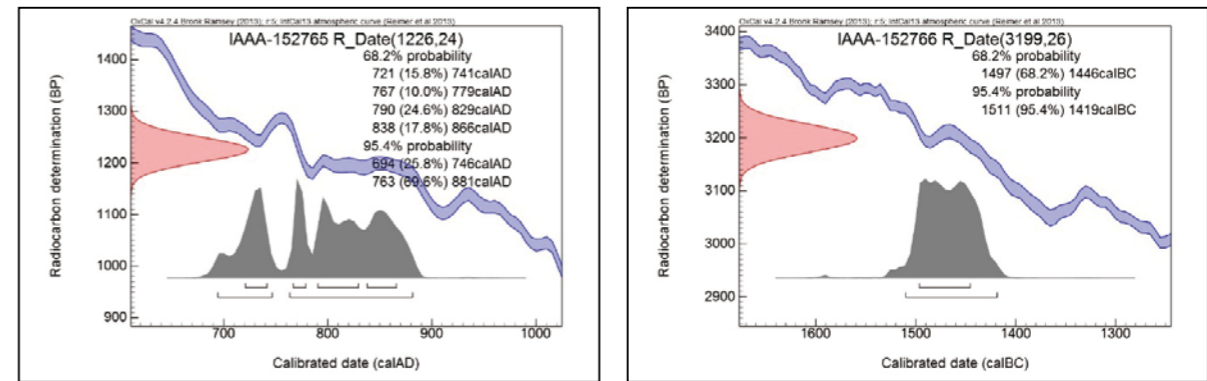 OxCal v4.2.4 Bronk Ramsey (2013); r:5; IntCal13 atmospheric curve (Reimer et al 2013)
IAAA-152765 R_Date(1226,24)
68.2% probability
721 (15.8%) 741calAD
767 (10.0%) 779calAD
790 (24.6%) 829calAD
838 (17.8%) 866calAD
95.4% probability
694 (25.8%) 746calAD
763 (69.6%) 881calAD
Radiocarbon determination (BP)
1400
1300
1200
1100
1000
900
700
800
900
1000
Calibrated date (calAD)
OxCal v4.2.4 Bronk Ramsey (2013); r:5; IntCal13 atmospheric curve (Reimer et al 2013)
IAAA-152766 R_Date(3199,26)
68.2% probability
1497 (68.2%) 1446calBC
95.4% probability
1511 (95.4%) 1419calBC
Radiocarbon determination (BP)
3400
3300
3200
3100
3000
2900
1600
1500
1400
1300
Calibrated date (calBC)